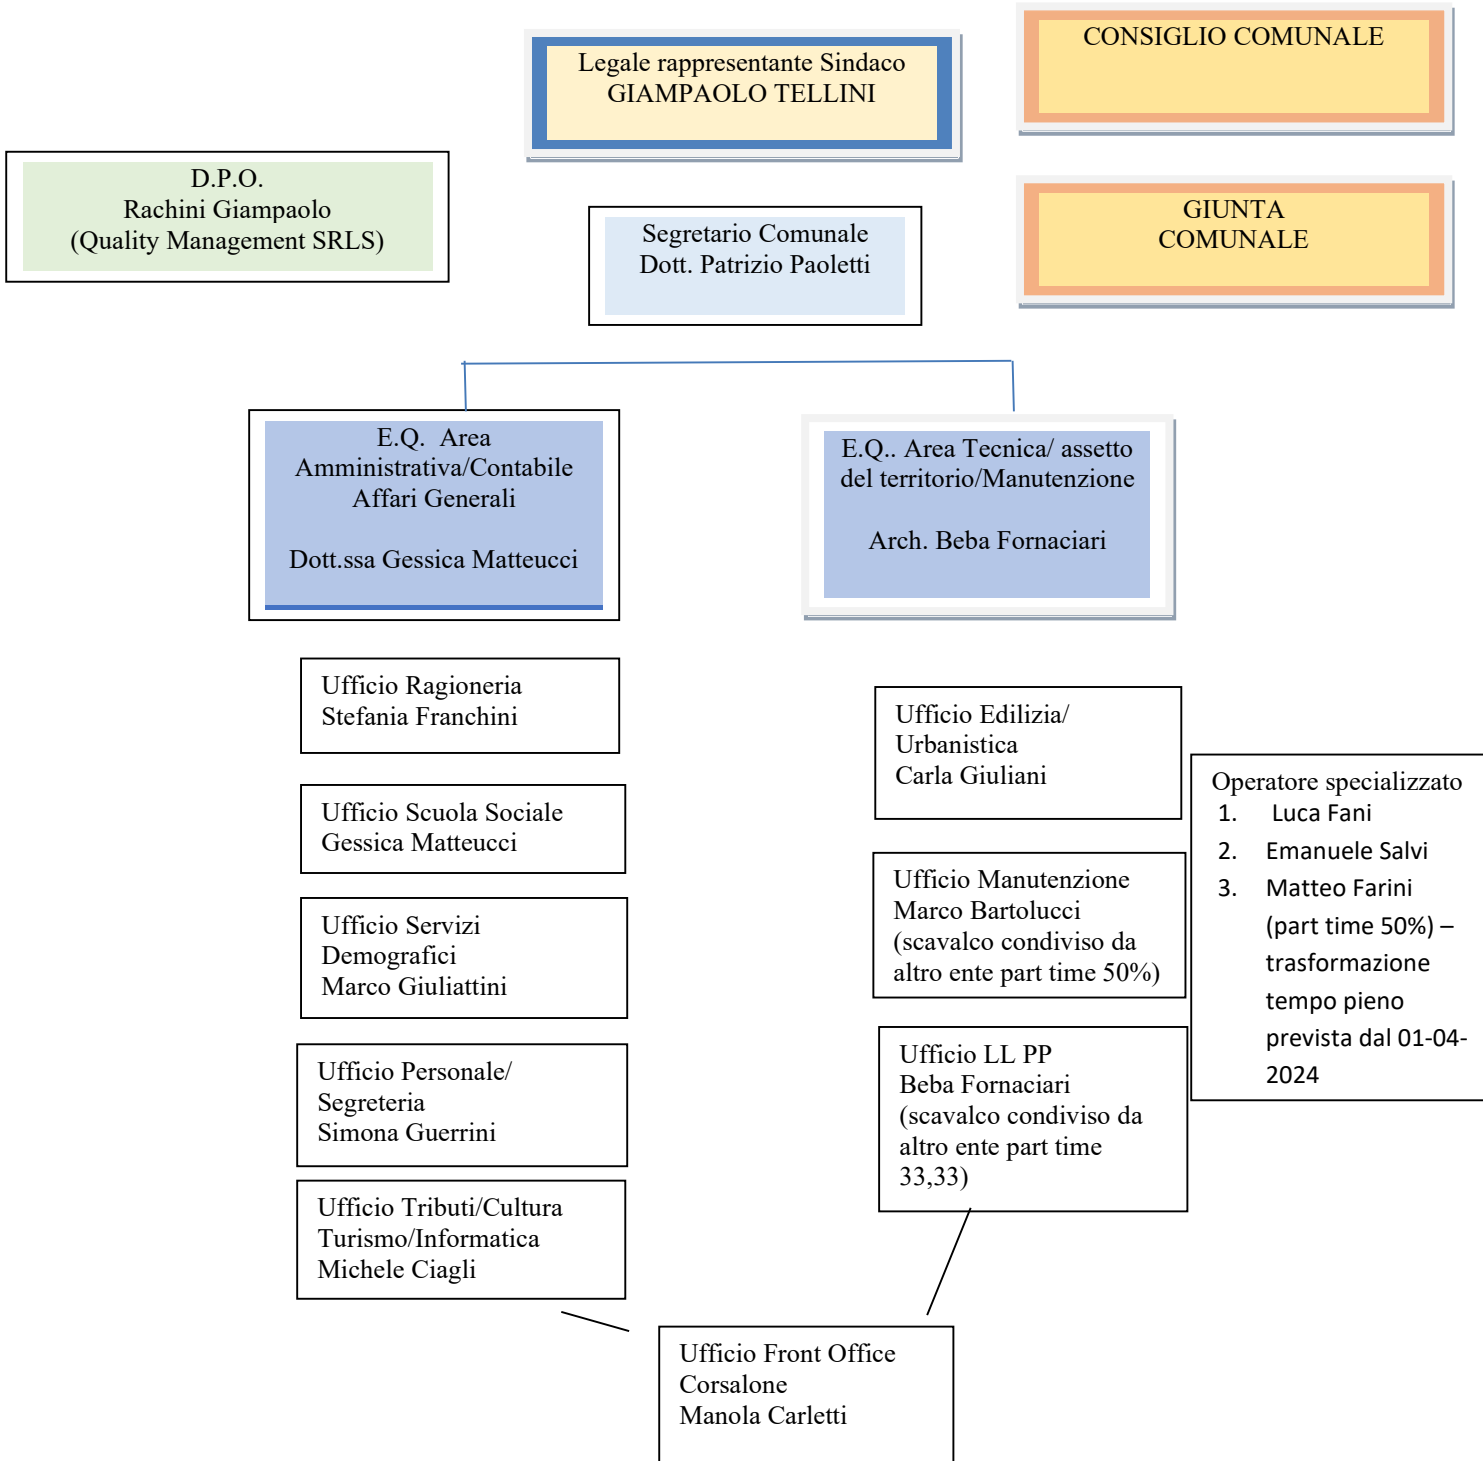 Legale rappresentante Sindaco
GIAMPAOLO TELLINI
CONSIGLIO COMUNALE
D.P.O.
Rachini Giampaolo
(Quality Management SRLS)
Segretario Comunale
Dott. Patrizio Paoletti
GIUNTA
COMUNALE
E.Q. Area
Amministrativa/Contabile
Affari Generali
Dott.ssa Gessica Matteucci
E.Q.. Area Tecnica/ assetto
del territorio/Manutenzione
Arch. Beba Fornaciari
Ufficio Ragioneria
Stefania Franchini
Ufficio Scuola Sociale
Gessica Matteucci
Ufficio Servizi
Demografici
Marco Giuliattini
Ufficio Personale/
Segreteria
Simona Guerrini
Ufficio Tributi/Cultura
Turismo/Informatica
Michele Ciagli
Ufficio Edilizia/
Urbanistica
Carla Giuliani
Ufficio Manutenzione
Marco Bartolucci
(scavalco condiviso da
altro ente part time 50%)
Ufficio LL PP
Beba Fornaciari
(scavalco condiviso da
altro ente part time
33,33)
Operatore specializzato
1. Luca Fani
2. Emanuele Salvi
3. Matteo Farini
(part time 50%) –
trasformazione
tempo pieno
prevista dal 01-04-
2024
Ufficio Front Office
Corsalone
Manola Carletti